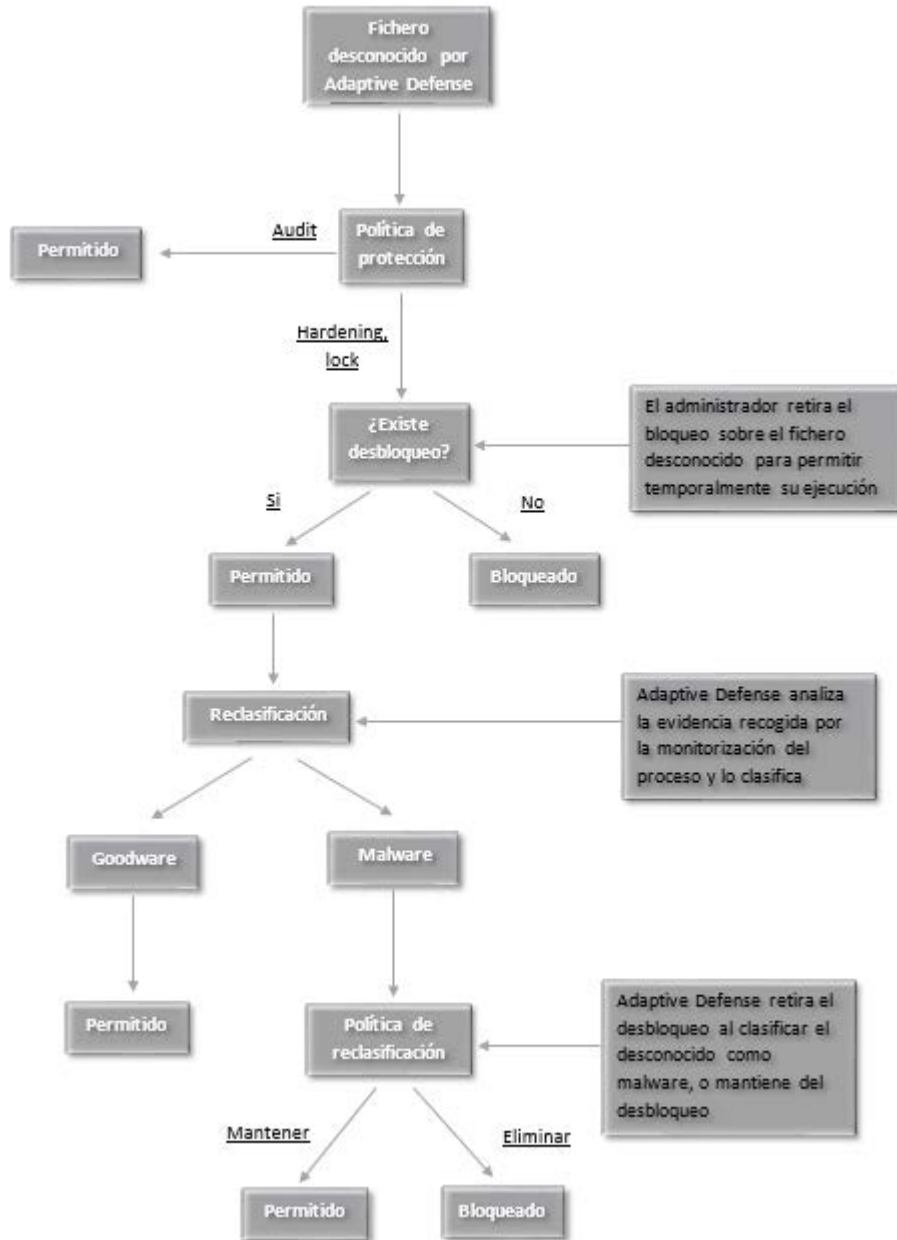 Fichero
desconocido por
Adaptive Defense
Audit
Política de
protección
Permitido
Hardening,
lock
¿Existe
desbloqueo?
El administrador retira el
bloqueo sobre el fichero
desconocido para permitir
temporalmente su ejecución
Si
No
Permitido
Bloqueado
Reclasificación
Adaptive Defense analiza
la evidencia recogida por
la monitorización del
proceso y lo clasifica
Goodware
Malware
Permitido
Política de
reclasificación
Adaptive Defense retira el
desbloqueo al clasificar el
desconocido como
malware, o mantiene del
desbloqueo
Mantener
Eliminar
Permitido
Bloqueado